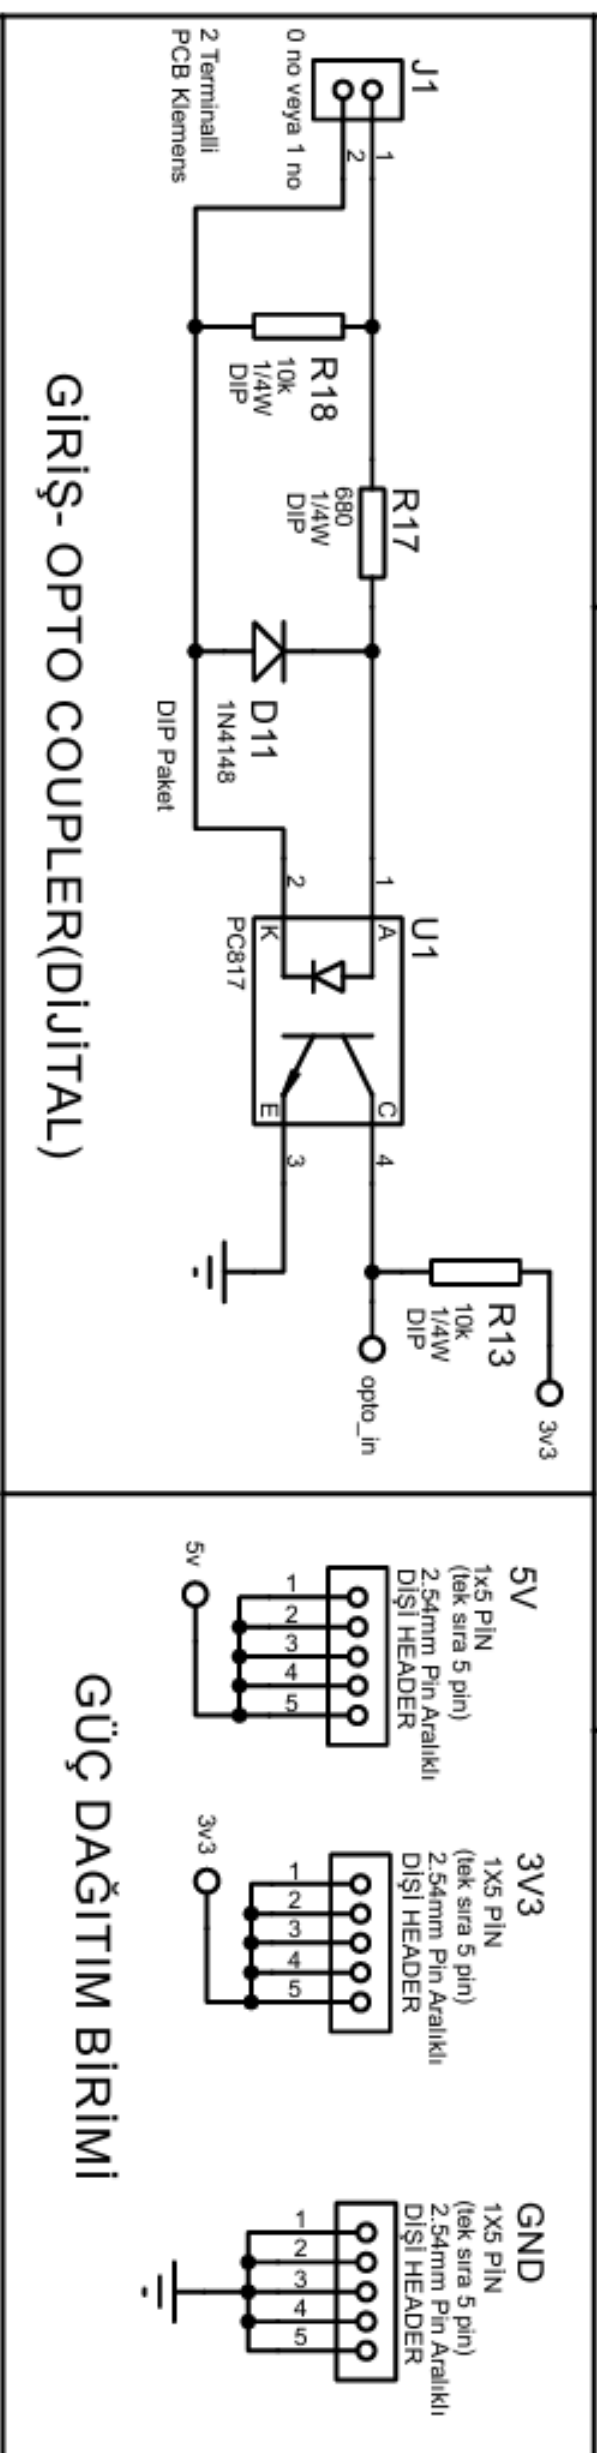 J1
1
2
0 no veya 1 no
2 Terminalli
PCB Klemens
R18
10k
1/4W
DIP
R17
680
1/4W
DIP
D11
1N4148
DIP Paket
U1
1
2
A
K
C
E
4
3
PC817
R13
10k
1/4W
DIP
3v3
opto_in
GİRİŞ- OPTO COUPLER(DİJİTAL)
5V
1x5 PİN
(tek sıra 5 pin)
2.54mm Pin Aralıklı
DİŞİ HEADER
1
2
3
4
5
5v
3V3
1X5 PİN
(tek sıra 5 pin)
2.54mm Pin Aralıklı
DİŞİ HEADER
1
2
3
4
5
3v3
GND
1X5 PİN
(tek sıra 5 pin)
2.54mm Pin Aralıklı
DİŞİ HEADER
1
2
3
4
5
GÜÇ DAĞITIM BİRİMİ